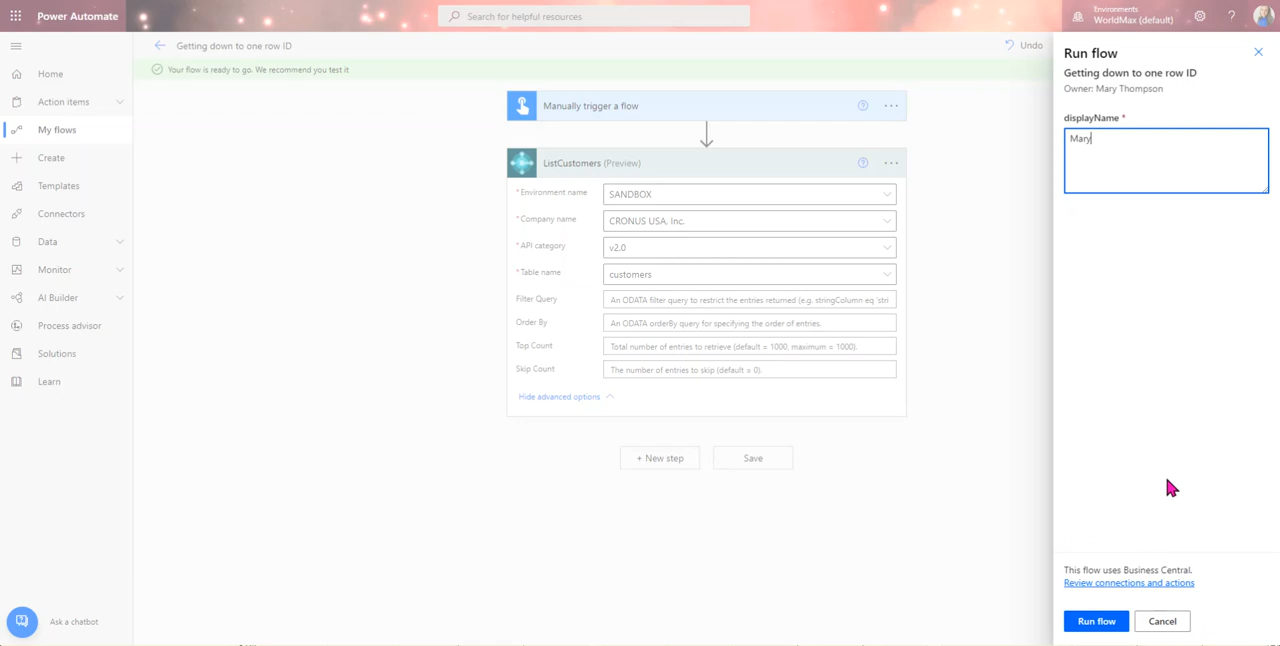 Power Automate
Search for helpful resources
Environments
WorldMax (default)
?
Home
Action items
My flows
Create
Templates
Connectors
Data
Monitor
AI Builder
Process advisor
Solutions
Learn
Ask a chatbot
Getting down to one row ID
Undo
Your flow is ready to go. We recommend you test it
Manually trigger a flow
ListCustomers (Preview)
* Environment name
SANDBOX
* Company name
CRONUS USA, Inc.
* API category
v2.0
* Table name
customers
Filter Query
An ODATA filter query to restrict the entries returned (e.g. stringColumn eq 'stri
Order By
An ODATA orderBy query for specifying the order of entries.
Top Count
Total number of entries to retrieve (default = 1000, maximum = 1000).
Skip Count
The number of entries to skip (default = 0).
Hide advanced options
+ New step
Save
Run flow
Getting down to one row ID
Owner: Mary Thompson
displayName *
Mary
This flow uses Business Central.
Review connections and actions
Run flow
Cancel